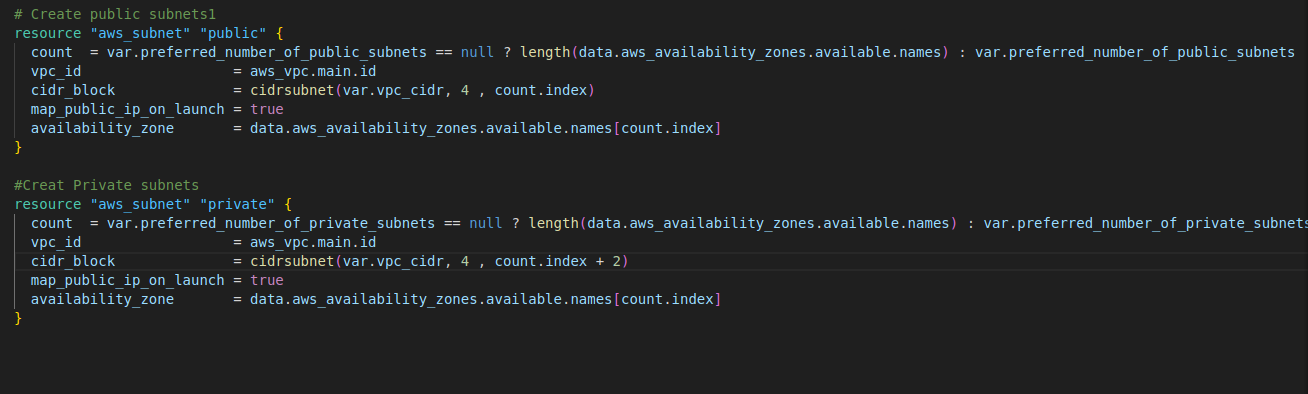 # Create public subnets1
resource "aws_subnet" "public" {
  count  = var.preferred_number_of_public_subnets == null ? length(data.aws_availability_zones.available.names) : var.preferred_number_of_public_subnets
  vpc_id                  = aws_vpc.main.id
  cidr_block              = cidrsubnet(var.vpc_cidr, 4 , count.index)
  map_public_ip_on_launch = true
  availability_zone       = data.aws_availability_zones.available.names[count.index]
}
#Creat Private subnets
resource "aws_subnet" "private" {
  count  = var.preferred_number_of_private_subnets == null ? length(data.aws_availability_zones.available.names) : var.preferred_number_of_private_subnets
  vpc_id                  = aws_vpc.main.id
  cidr_block              = cidrsubnet(var.vpc_cidr, 4 , count.index + 2)
  map_public_ip_on_launch = true
  availability_zone       = data.aws_availability_zones.available.names[count.index]
}